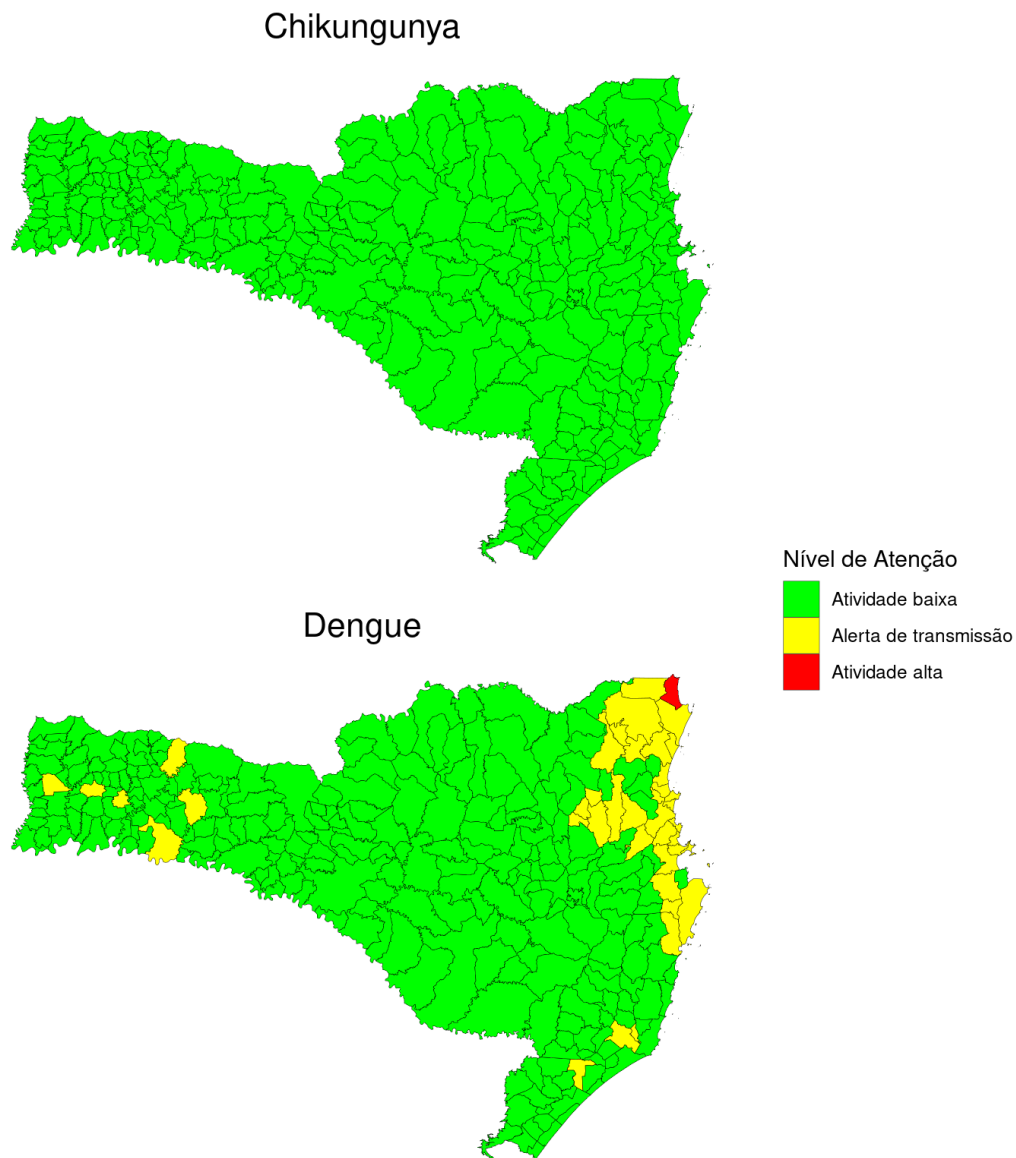 Chikungunya
Nível de Atenção
Atividade baixa
Alerta de transmissão
Atividade alta
Dengue